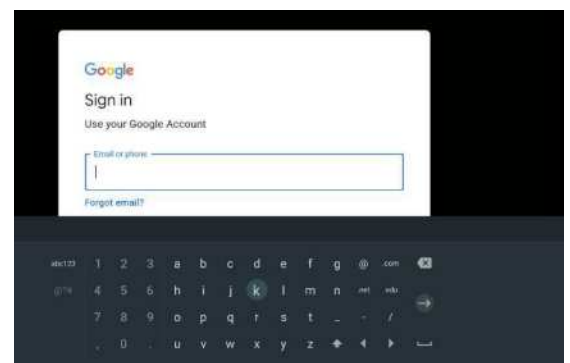 Google
Sign in
Use your Google Account
Email or phone
Forgot email?
abc123 1 2 3 a b c d e f g @ .com
4 5 6 h i j k l m n .net .edu
7 8 9 o p q r s t _ - /
, 0 . u v w x y z